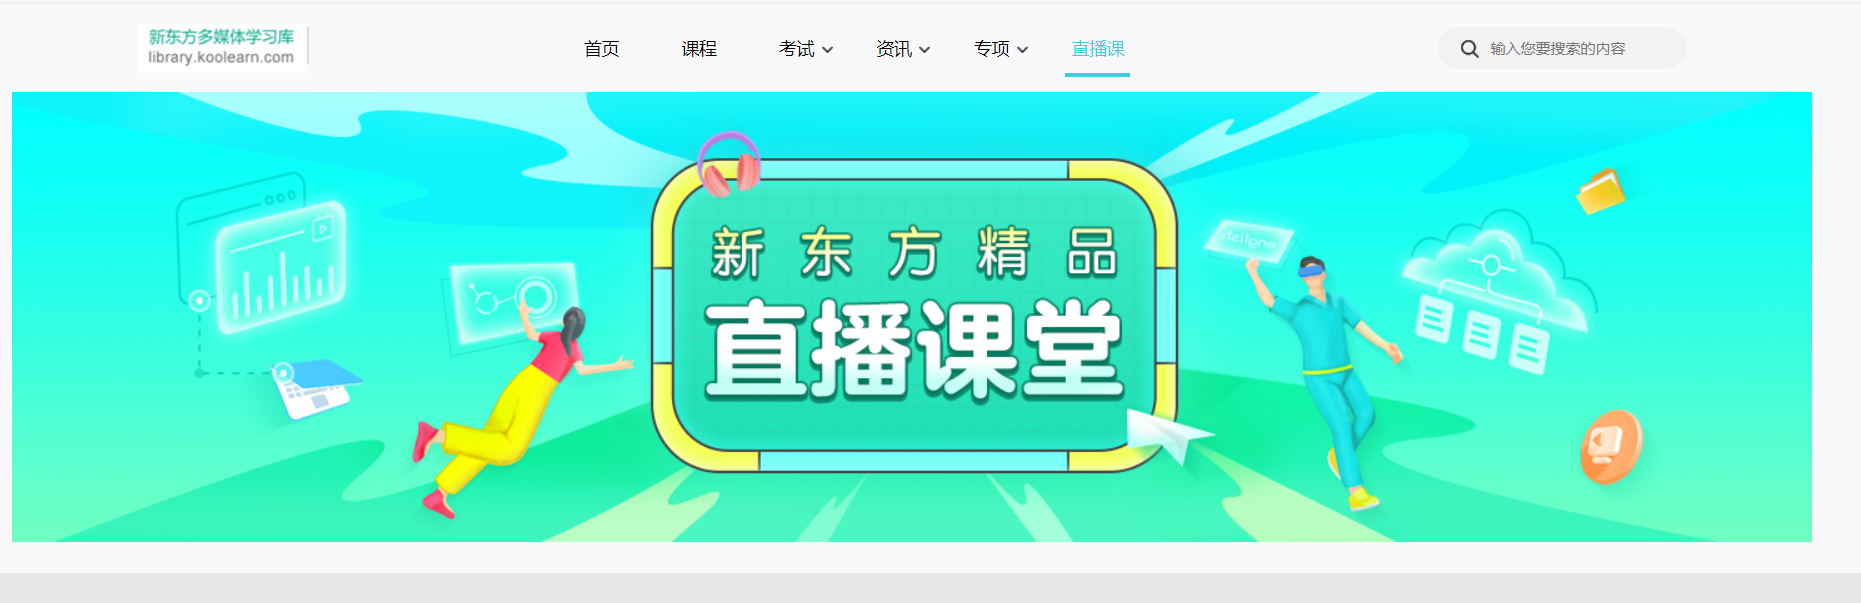 新东方多媒体学习库
library.koolearn.com
首页 课程 考试 资讯 专项 直播课
输入您要搜索的内容
新东方精品
直播课堂
english